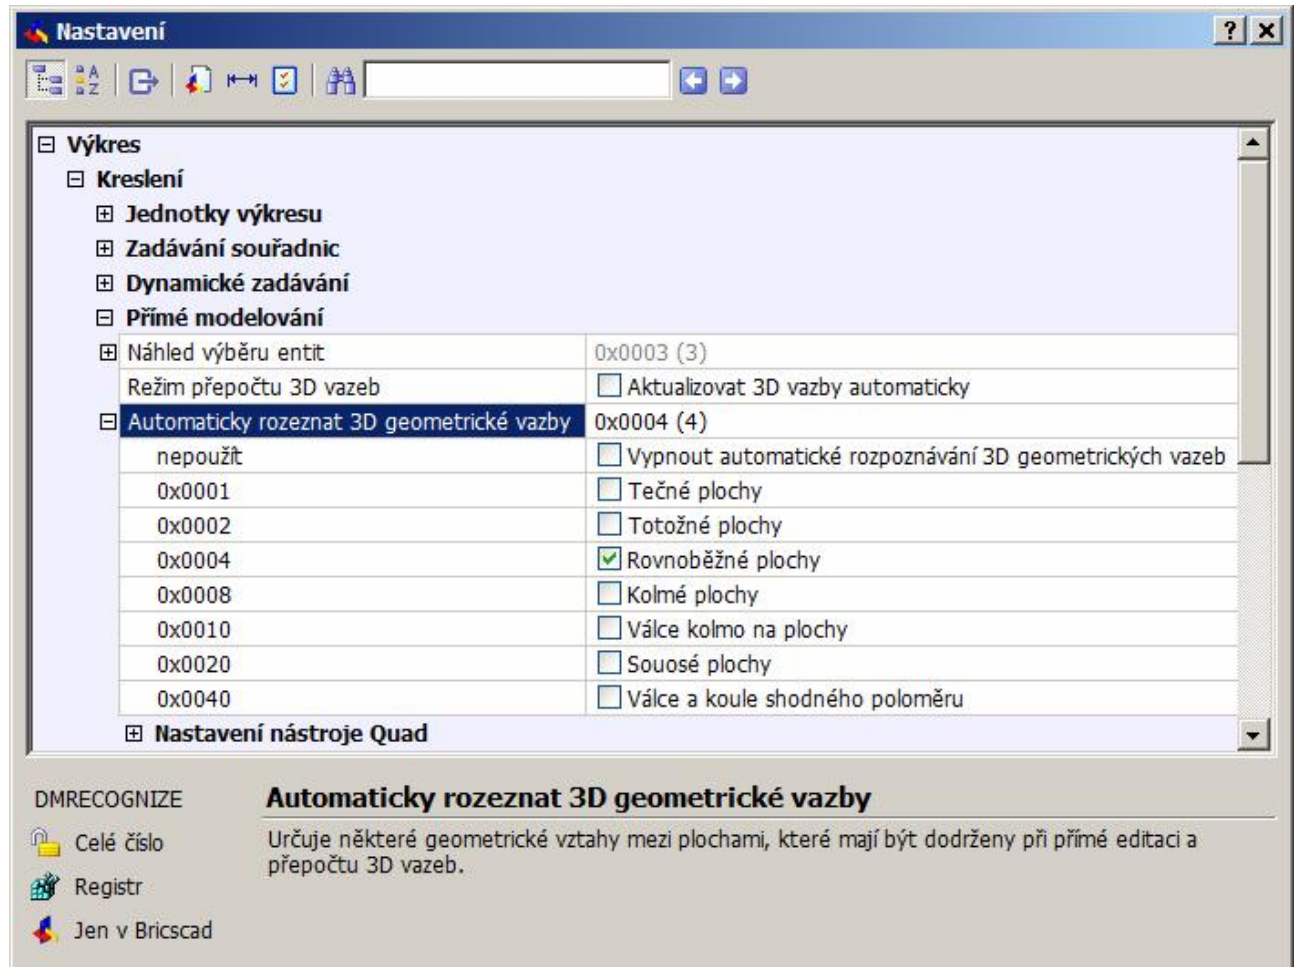 Nastavení
Výkres
Kreslení
Jednotky výkresu
Zadávání souřadnic
Dynamické zadávání
Přímé modelování
Náhled výběru entit 0x0003 (3)
Režim přepočtu 3D vazeb Aktualizovat 3D vazby automaticky
Automaticky rozeznat 3D geometrické vazby 0x0004 (4)
nepoužít Vypnout automatické rozpoznávání 3D geometrických vazeb
0x0001 Tečné plochy
0x0002 Totožné plochy
0x0004 Rovnoběžné plochy
0x0008 Kolmé plochy
0x0010 Válce kolmo na plochy
0x0020 Souosé plochy
0x0040 Válce a koule shodného poloměru
Nastavení nástroje Quad
DMRECOGNIZE Automaticky rozeznat 3D geometrické vazby
Celé číslo
Registr
Jen v Bricscad
Určuje některé geometrické vztahy mezi plochami, které mají být dodrženy při přímé editaci a
přepočtu 3D vazeb.